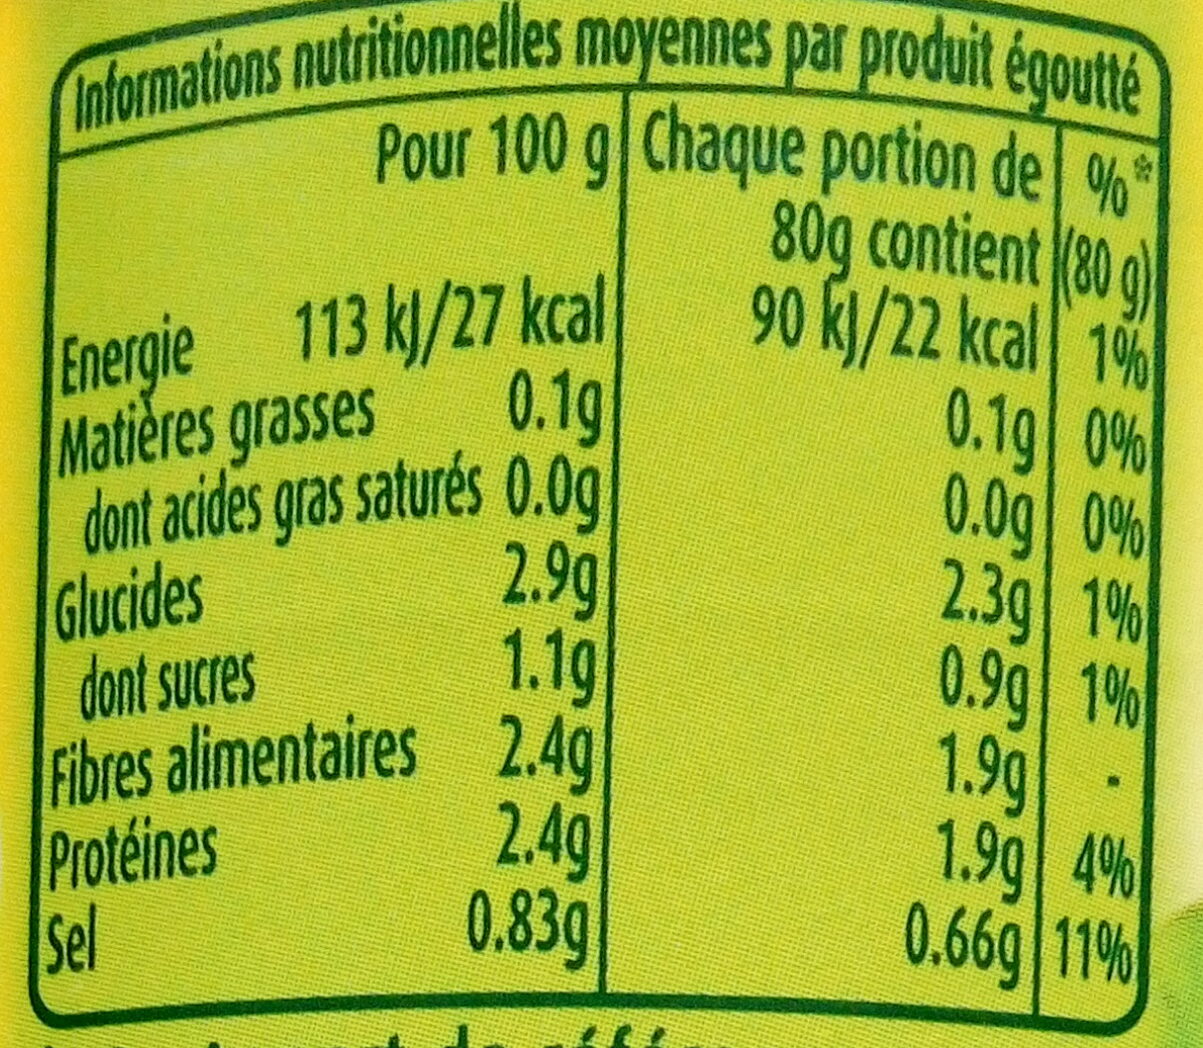 Informations nutritionnelles moyennes par produit égoutté
Pour 100 g Chaque portion de %*
80g contient (80 g)
Energie 113 kJ/27 kcal 90 kJ/22 kcal 1%
Matières grasses 0.1g 0.1g 0%
dont acides gras saturés 0.0g 0.0g 0%
Glucides 2.9g 2.3g 1%
dont sucres 1.1g 0.9g 1%
Fibres alimentaires 2.4g 1.9g -
Protéines 2.4g 1.9g 4%
Sel 0.83g 0.66g 11%